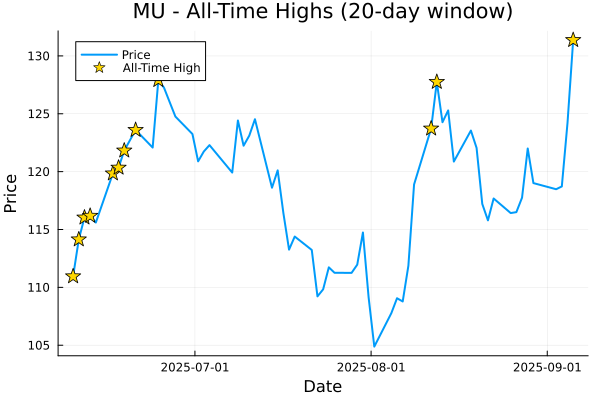 MU - All-Time Highs (20-day window)
Price
All-Time High
130
125
120
115
110
105
Price
2025-07-01
2025-08-01
2025-09-01
Date